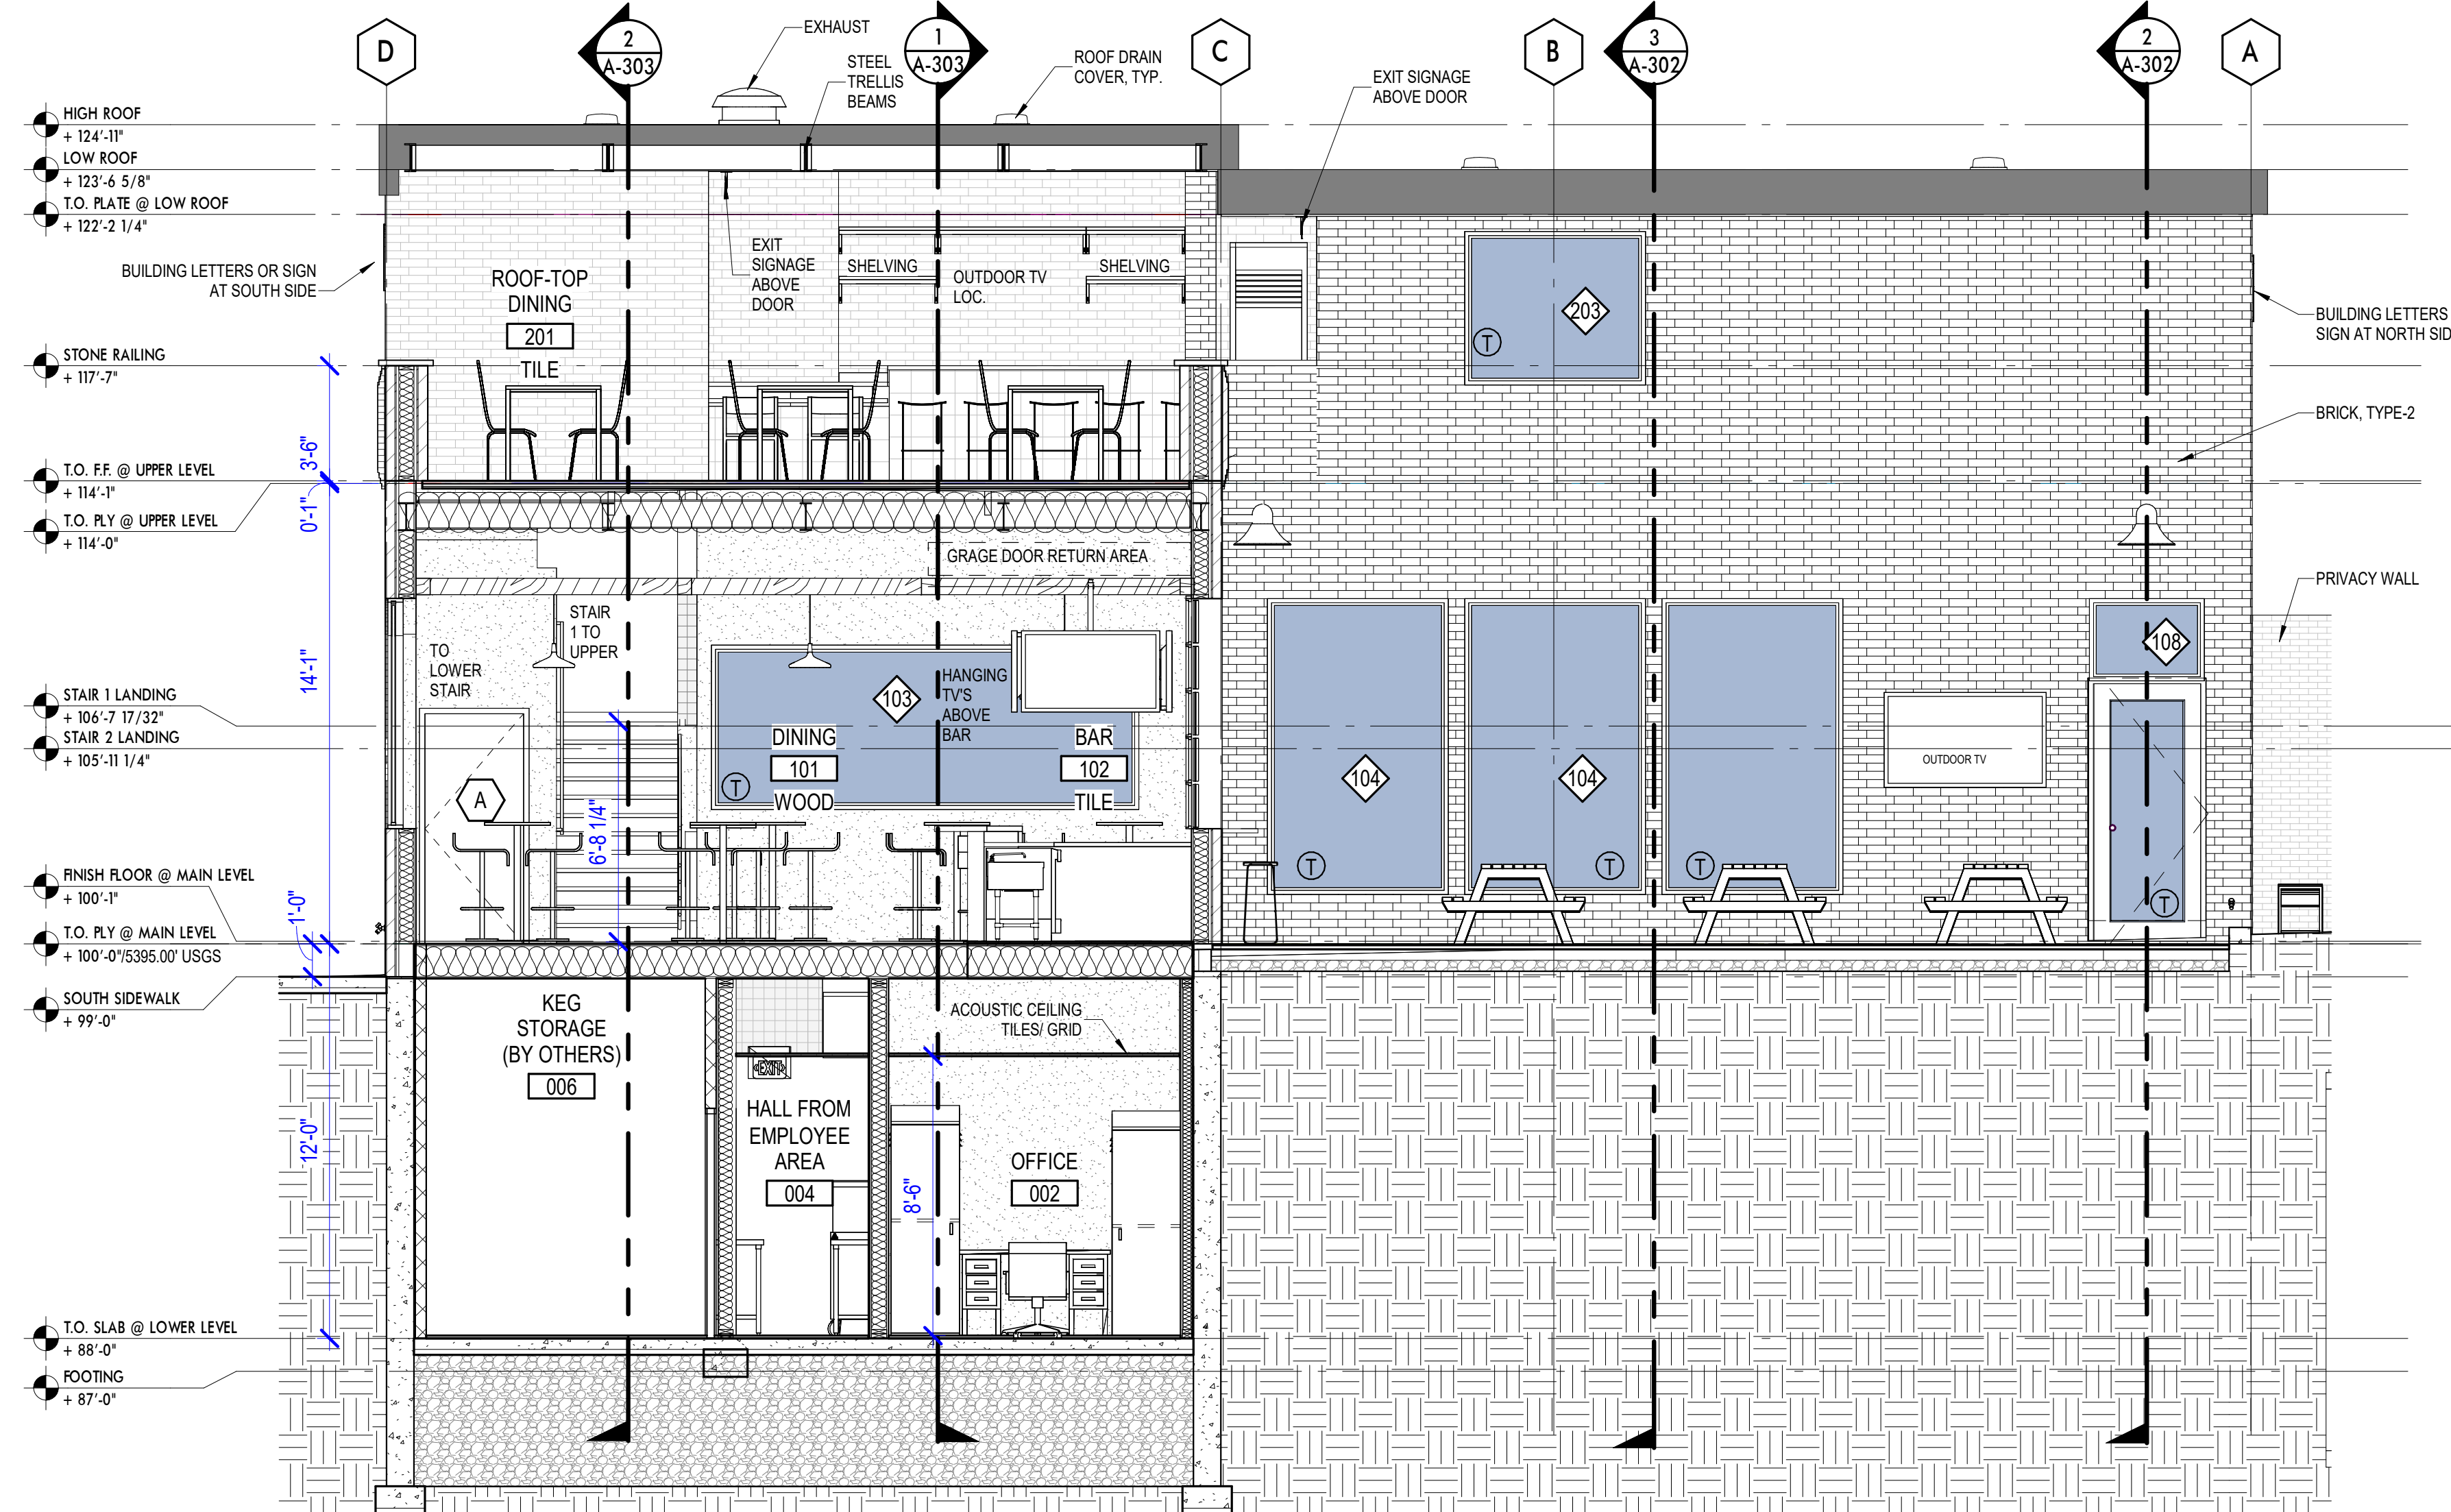 D
2
A-303
1
A-303
C
B
3
A-302
2
A-302
A
EXHAUST
STEEL
TRELLIS
BEAMS
ROOF DRAIN
COVER, TYP.
EXIT SIGNAGE
ABOVE DOOR
HIGH ROOF
+ 124'-11"
LOW ROOF
+ 123'-6 5/8"
T.O. PLATE @ LOW ROOF
+ 122'-2 1/4"
BUILDING LETTERS OR SIGN
AT SOUTH SIDE
STONE RAILING
+ 117'-7"
T.O. F.F. @ UPPER LEVEL
+ 114'-1"
T.O. PLY @ UPPER LEVEL
+ 114'-0"
STAIR 1 LANDING
+ 106'-7 17/32"
STAIR 2 LANDING
+ 105'-11 1/4"
FINISH FLOOR @ MAIN LEVEL
+ 100'-1"
T.O. PLY @ MAIN LEVEL
+ 100'-0"/5395.00' USGS
SOUTH SIDEWALK
+ 99'-0"
T.O. SLAB @ LOWER LEVEL
+ 88'-0"
FOOTING
+ 87'-0"
3'-6"
0'-1"
14'-1"
1'-0"
12'-0"
6'-8 1/4"
8'-6"
ROOF-TOP
DINING
201
TILE
EXIT
SIGNAGE
ABOVE
DOOR
SHELVING
OUTDOOR TV
LOC.
SHELVING
203
T
BUILDING LETTERS
SIGN AT NORTH SID
BRICK, TYPE-2
PRIVACY WALL
GRAGE DOOR RETURN AREA
STAIR
1 TO
UPPER
TO
LOWER
STAIR
A
103
HANGING
TV'S
ABOVE
BAR
DINING
101
WOOD
BAR
102
TILE
T
104
T
104
T
T
OUTDOOR TV
108
T
KEG
STORAGE
(BY OTHERS)
006
ACOUSTIC CEILING
TILES/ GRID
EXIT
HALL FROM
EMPLOYEE
AREA
004
OFFICE
002